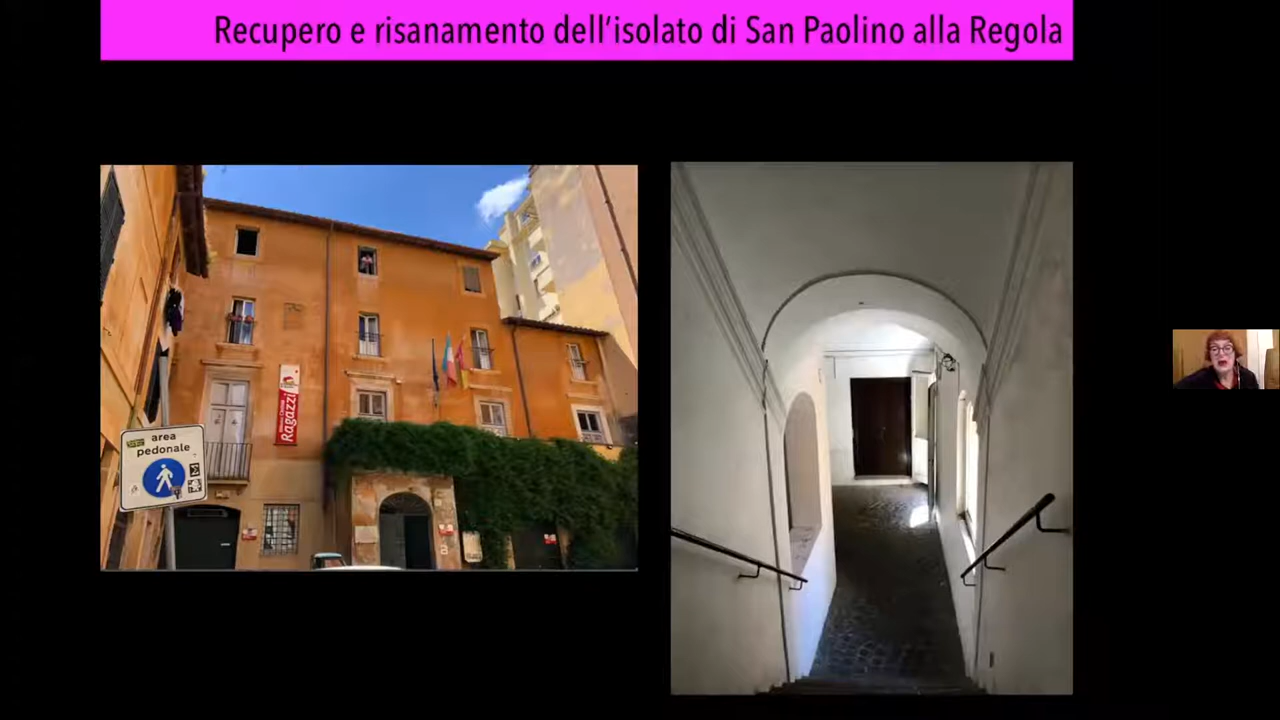 Recupero e risanamento dell'isolato di San Paolino alla Regola
Ragazzi
area
pedonale